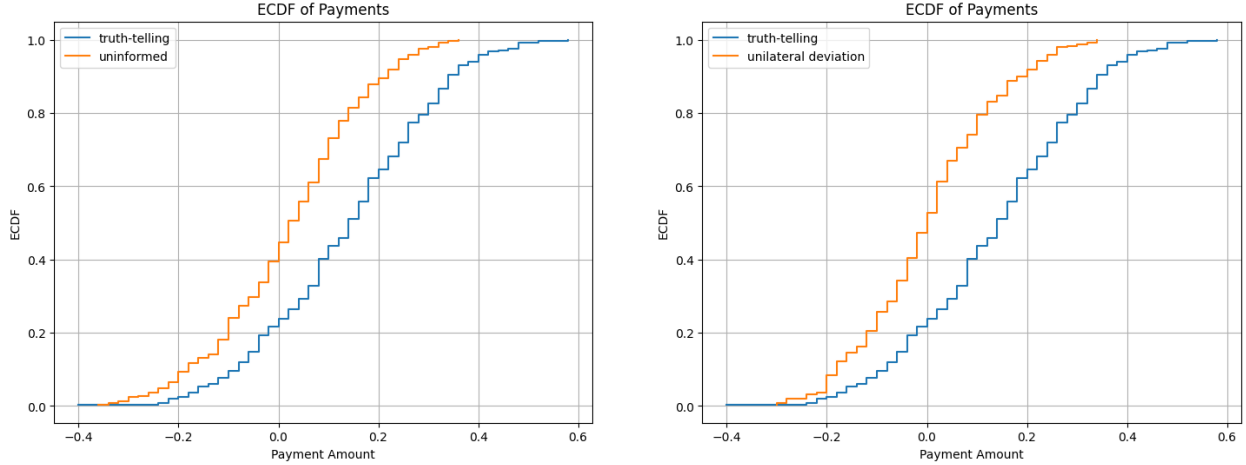 ECDF of Payments
truth-telling
uninformed
1.0
0.8
0.6
0.4
0.2
0.0
ECDF
−0.4
−0.2
0.0
0.2
0.4
0.6
Payment Amount
ECDF of Payments
truth-telling
unilateral deviation
1.0
0.8
0.6
0.4
0.2
0.0
ECDF
−0.4
−0.2
0.0
0.2
0.4
0.6
Payment Amount